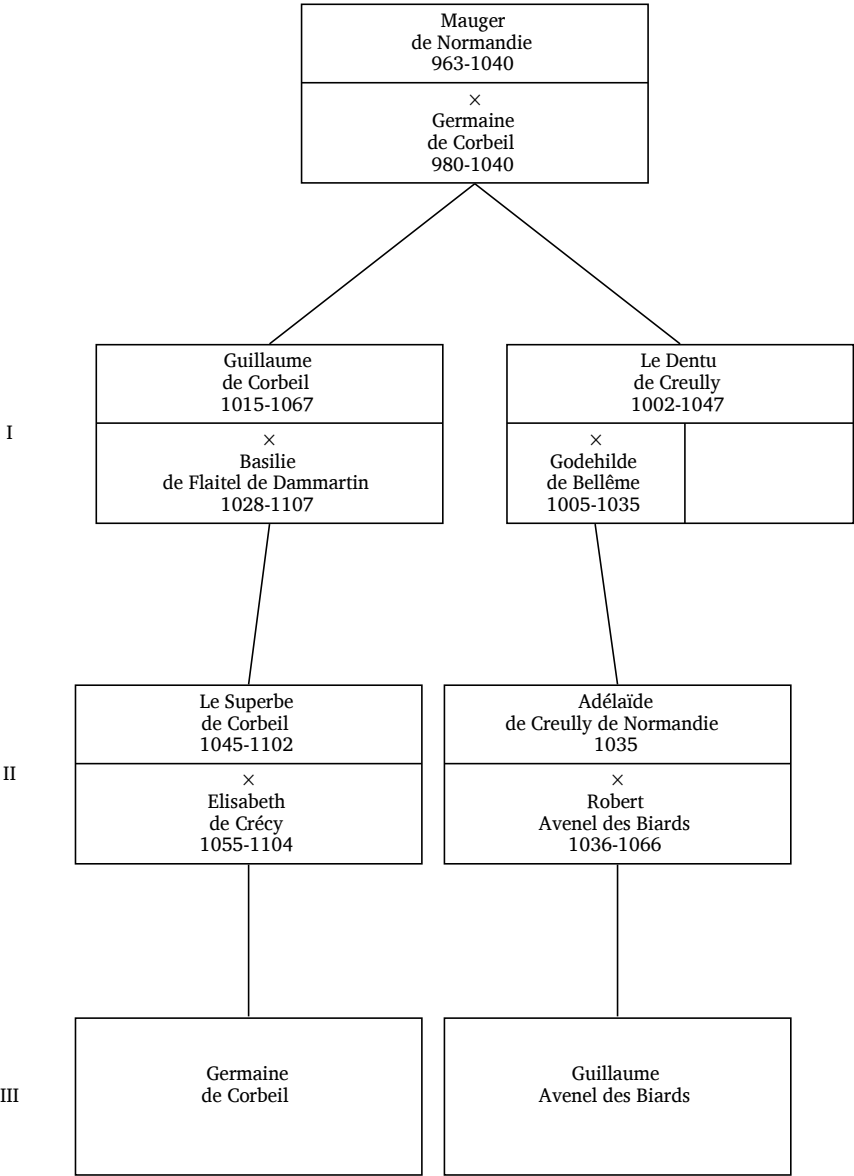 Mauger
de Normandie
963-1040
×
Germaine
de Corbeil
980-1040
I
Guillaume
de Corbeil
1015-1067
×
Basilie
de Flaitel de Dammartin
1028-1107
Le Dentu
de Creully
1002-1047
×
Godehilde
de Bellême
1005-1035
II
Le Superbe
de Corbeil
1045-1102
×
Elisabeth
de Crécy
1055-1104
Adélaïde
de Creully de Normandie
1035
×
Robert
Avenel des Biards
1036-1066
III
Germaine
de Corbeil
Guillaume
Avenel des Biards